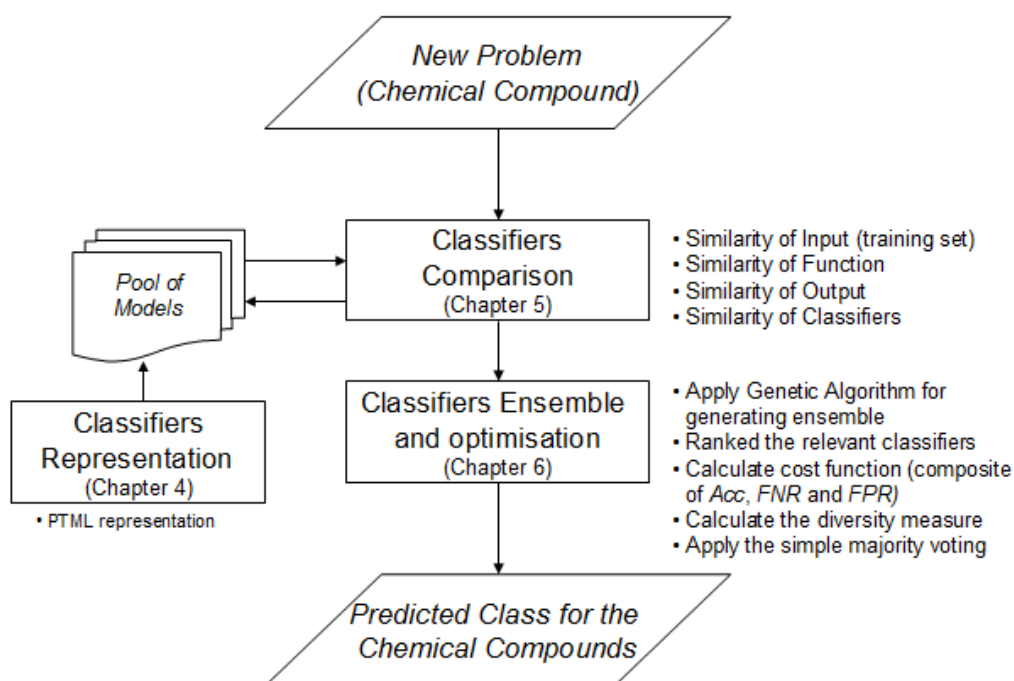 New Problem
(Chemical Compound)
Classifiers
Comparison
(Chapter 5)
• Similarity of Input (training set)
• Similarity of Function
• Similarity of Output
• Similarity of Classifiers
Pool of
Models
Classifiers
Representation
(Chapter 4)
• PTML representation
Classifiers Ensemble
and optimisation
(Chapter 6)
• Apply Genetic Algorithm for
generating ensemble
• Ranked the relevant classifiers
• Calculate cost function (composite
of Acc, FNR and FPR)
• Calculate the diversity measure
• Apply the simple majority voting
Predicted Class for the
Chemical Compounds